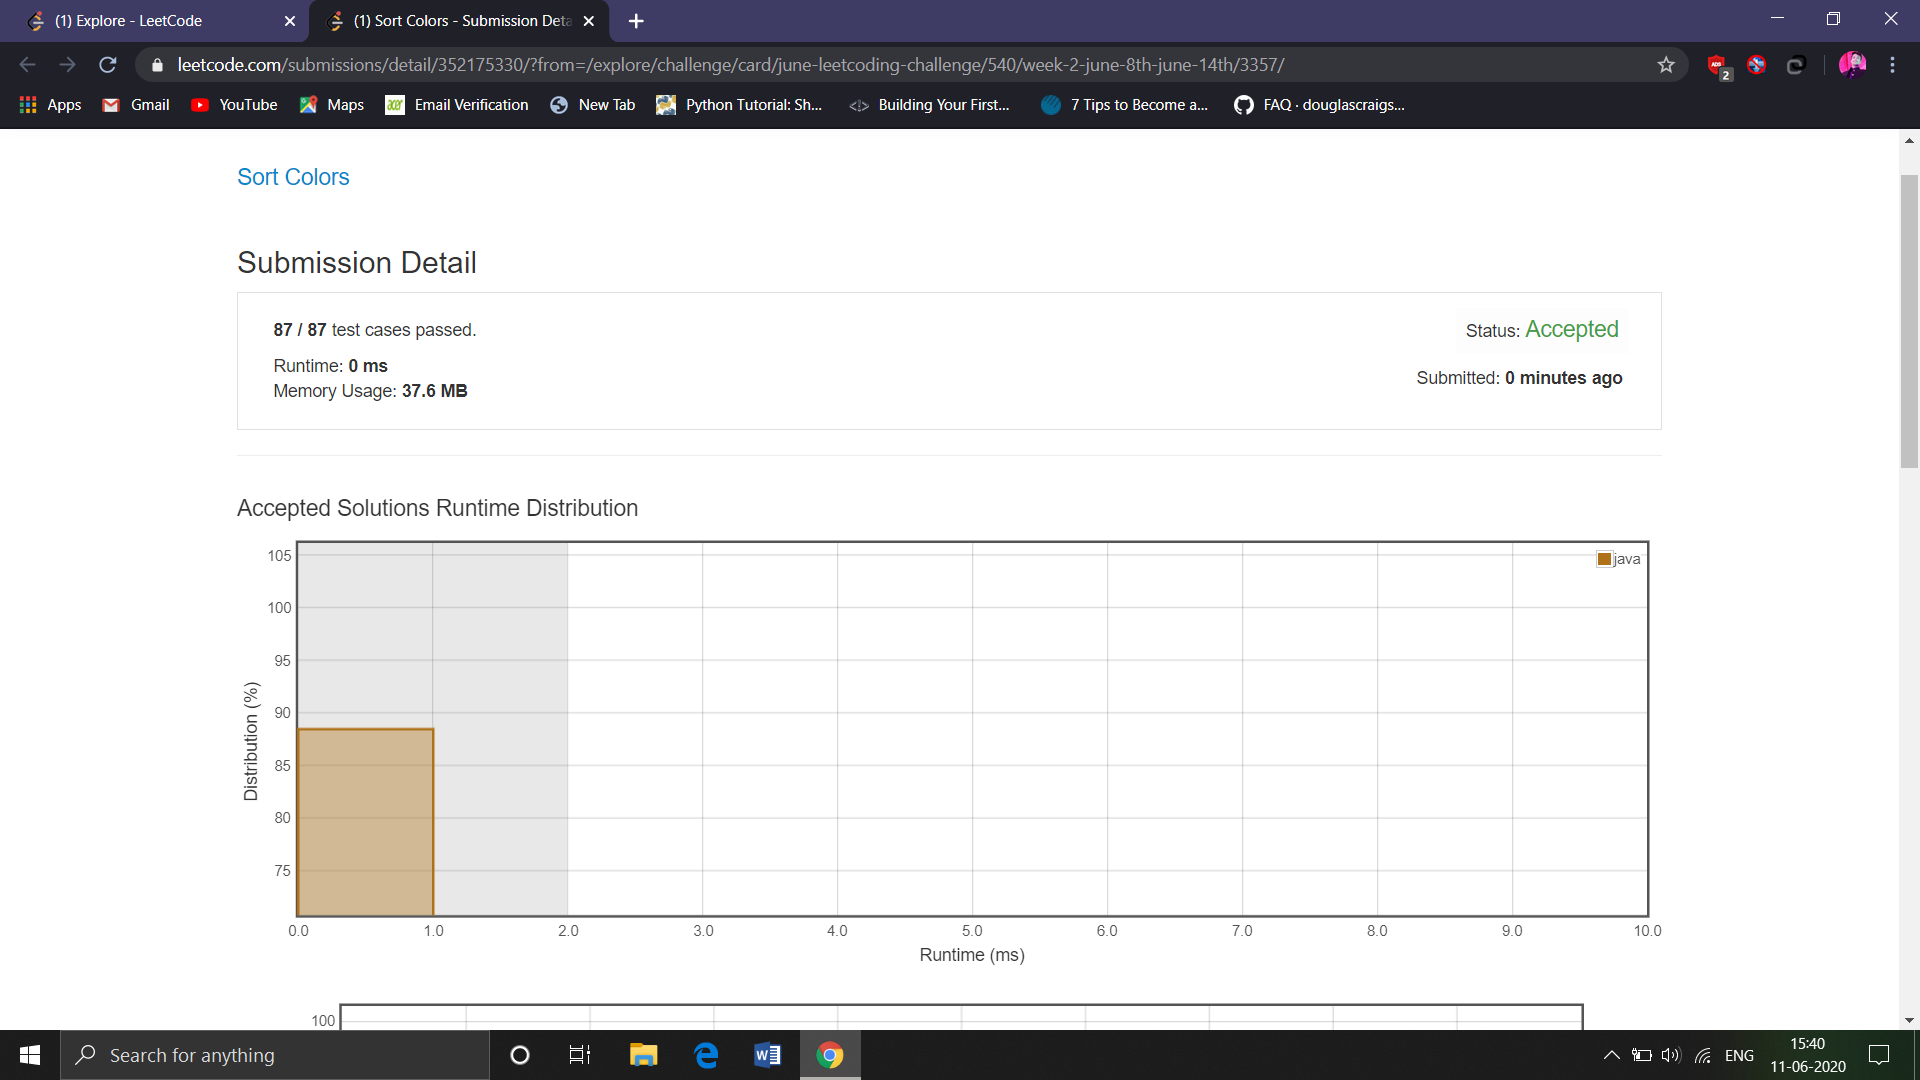 (1) Explore - LeetCode
(1) Sort Colors - Submission Deta
leetcode.com/submissions/detail/352175330/?from=/explore/challenge/card/june-leetcoding-challenge/540/week-2-june-8th-june-14th/3357/
2
Apps Gmail YouTube Maps acer Email Verification New Tab Python Tutorial: Sh... Building Your First... 7 Tips to Become a... FAQ · douglascraigs...
Sort Colors
Submission Detail
87 / 87 test cases passed.
Status: Accepted
Runtime: 0 ms
Submitted: 0 minutes ago
Memory Usage: 37.6 MB
Accepted Solutions Runtime Distribution
105
100
95
90
85
80
75
Distribution (%)
java
0.0 1.0 2.0 3.0 4.0 5.0 6.0 7.0 8.0 9.0 10.0
Runtime (ms)
100
Search for anything
ENG
15:40
11-06-2020